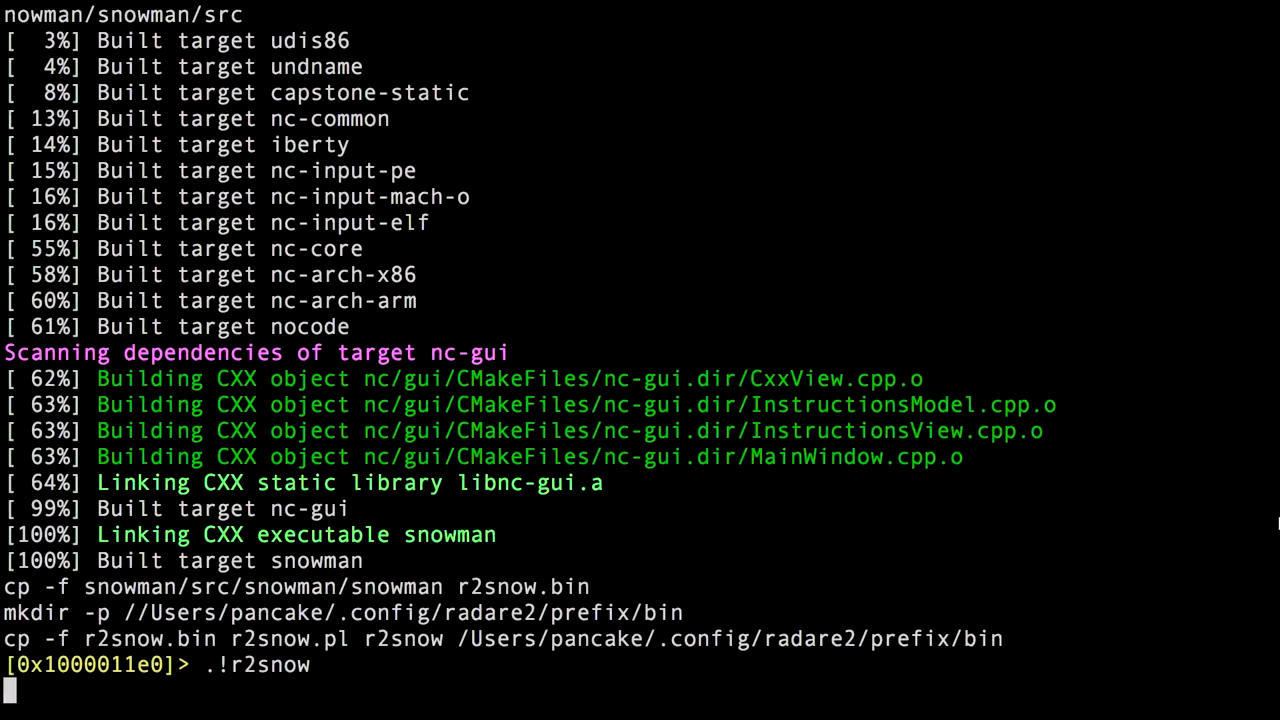 nowman/snowman/src
[  3%] Built target udis86
[  4%] Built target undname
[  8%] Built target capstone-static
[ 13%] Built target nc-common
[ 14%] Built target iberty
[ 15%] Built target nc-input-pe
[ 16%] Built target nc-input-mach-o
[ 16%] Built target nc-input-elf
[ 55%] Built target nc-core
[ 58%] Built target nc-arch-x86
[ 60%] Built target nc-arch-arm
[ 61%] Built target nocode
Scanning dependencies of target nc-gui
[ 62%] Building CXX object nc/gui/CMakeFiles/nc-gui.dir/CxxView.cpp.o
[ 63%] Building CXX object nc/gui/CMakeFiles/nc-gui.dir/InstructionsModel.cpp.o
[ 63%] Building CXX object nc/gui/CMakeFiles/nc-gui.dir/InstructionsView.cpp.o
[ 63%] Building CXX object nc/gui/CMakeFiles/nc-gui.dir/MainWindow.cpp.o
[ 64%] Linking CXX static library libnc-gui.a
[ 99%] Built target nc-gui
[100%] Linking CXX executable snowman
[100%] Built target snowman
cp -f snowman/src/snowman/snowman r2snow.bin
mkdir -p //Users/pancake/.config/radare2/prefix/bin
cp -f r2snow.bin r2snow.pl r2snow /Users/pancake/.config/radare2/prefix/bin
[0x1000011e0]> .!r2snow